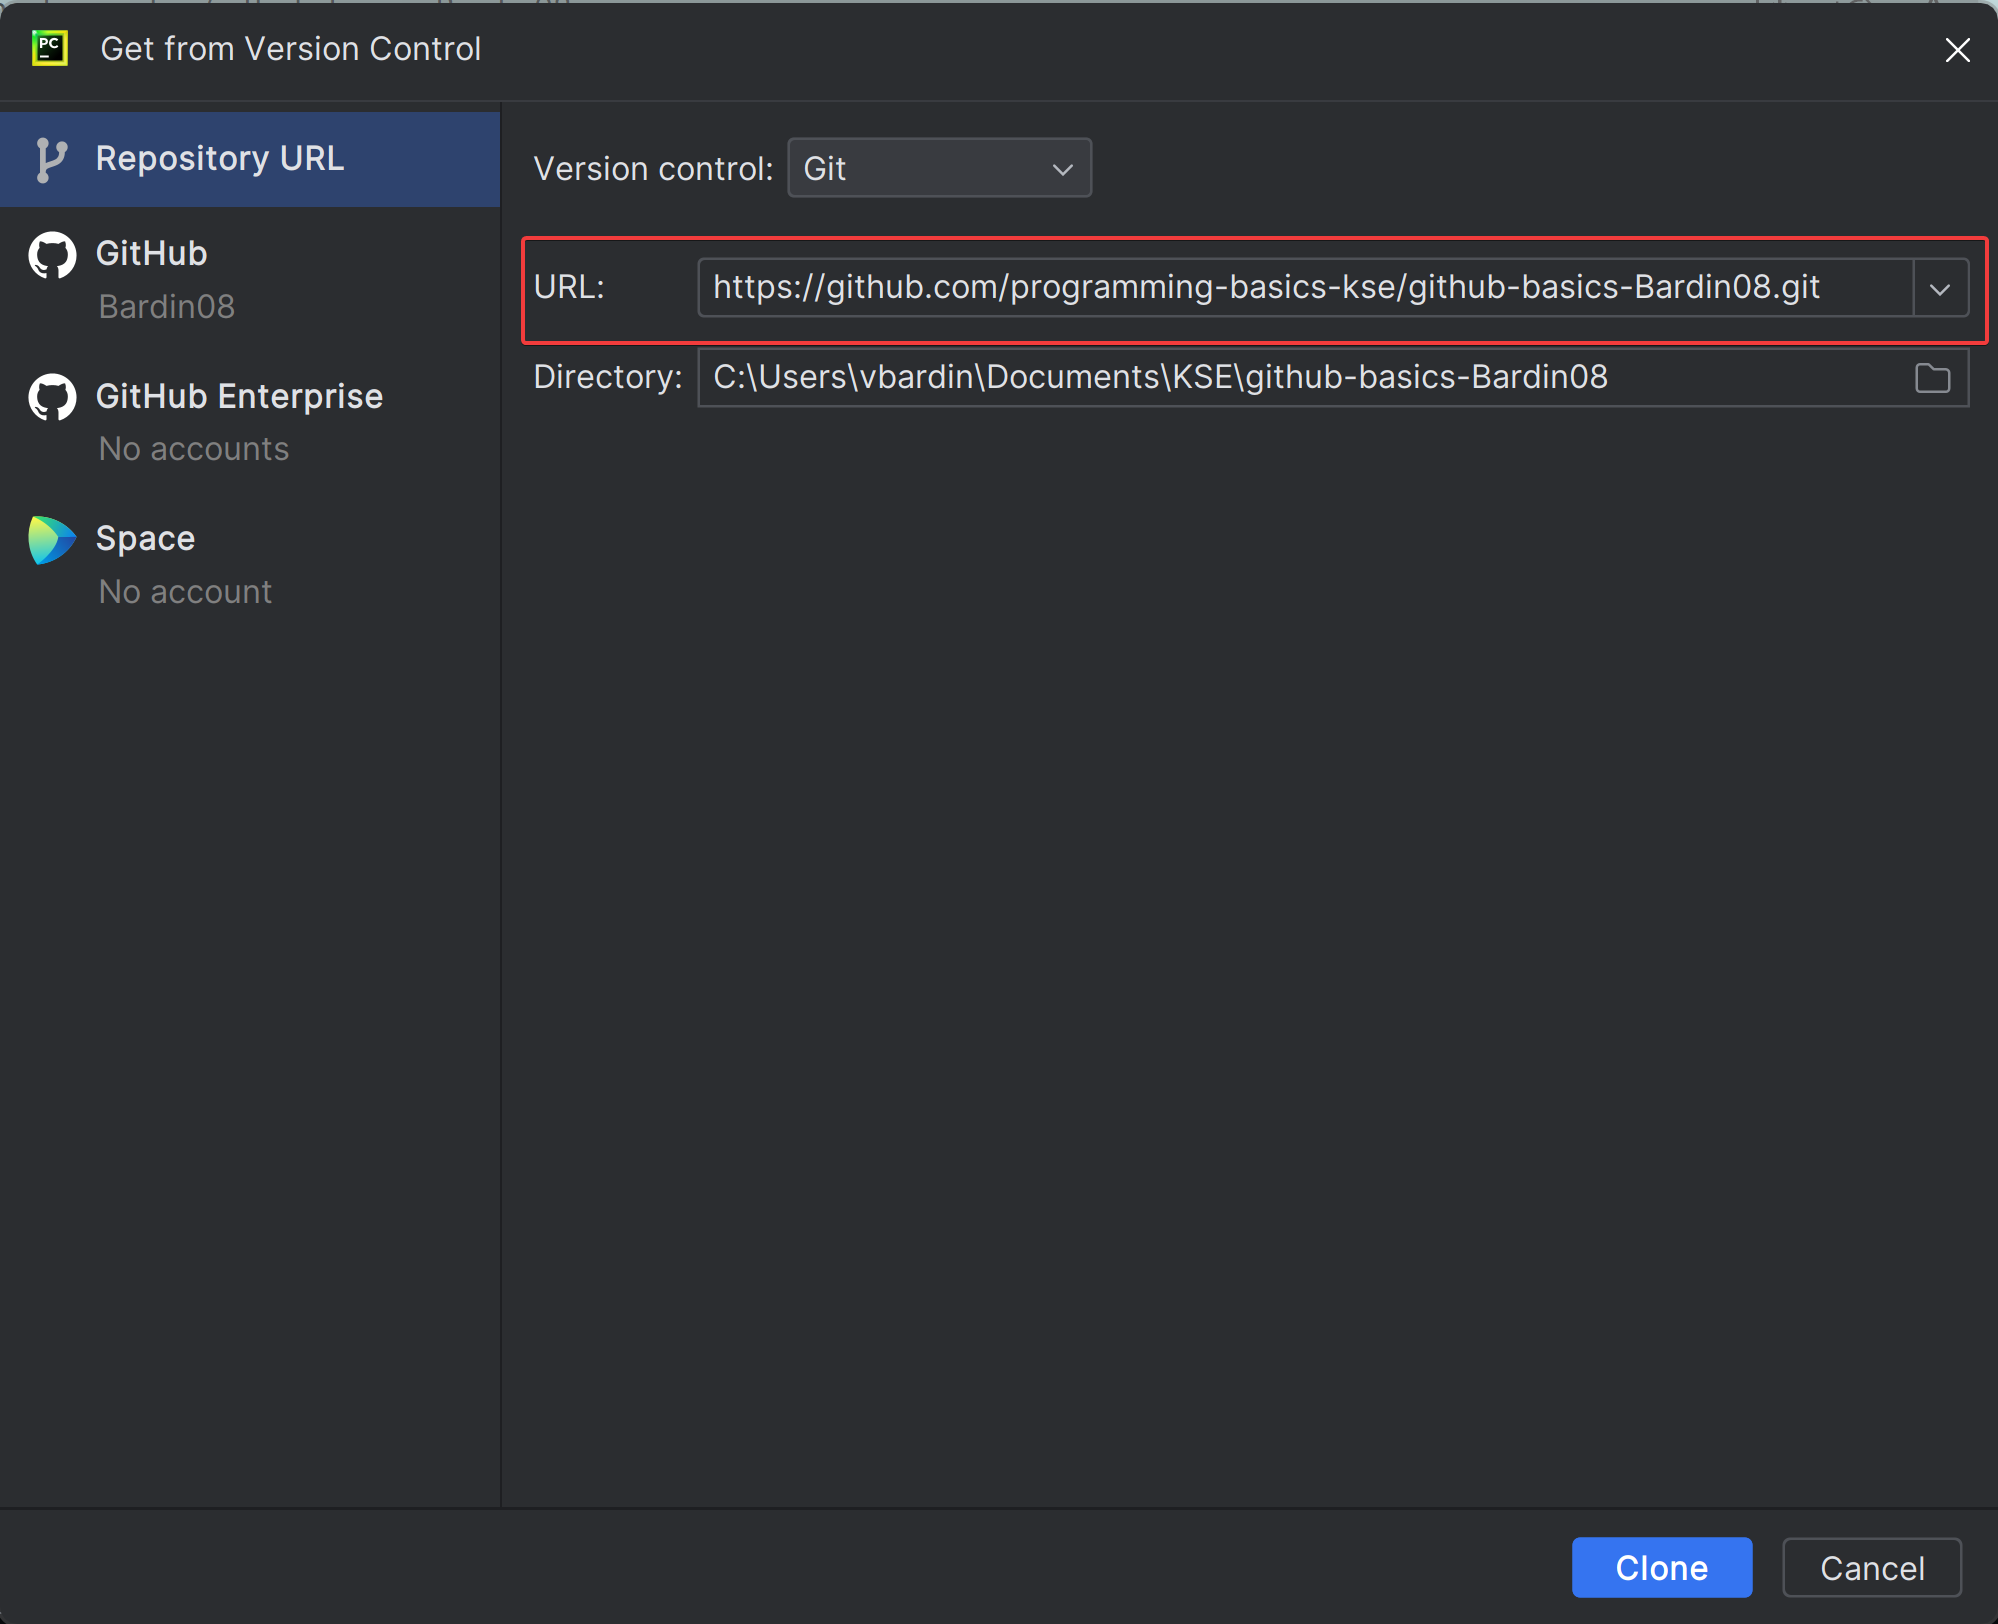 PC
Get from Version Control
Repository URL
GitHub
Bardin08
GitHub Enterprise
No accounts
Space
No account
Version control: Git
URL: https://github.com/programming-basics-kse/github-basics-Bardin08.git
Directory: C:\Users\vbardin\Documents\KSE\github-basics-Bardin08
Clone Cancel